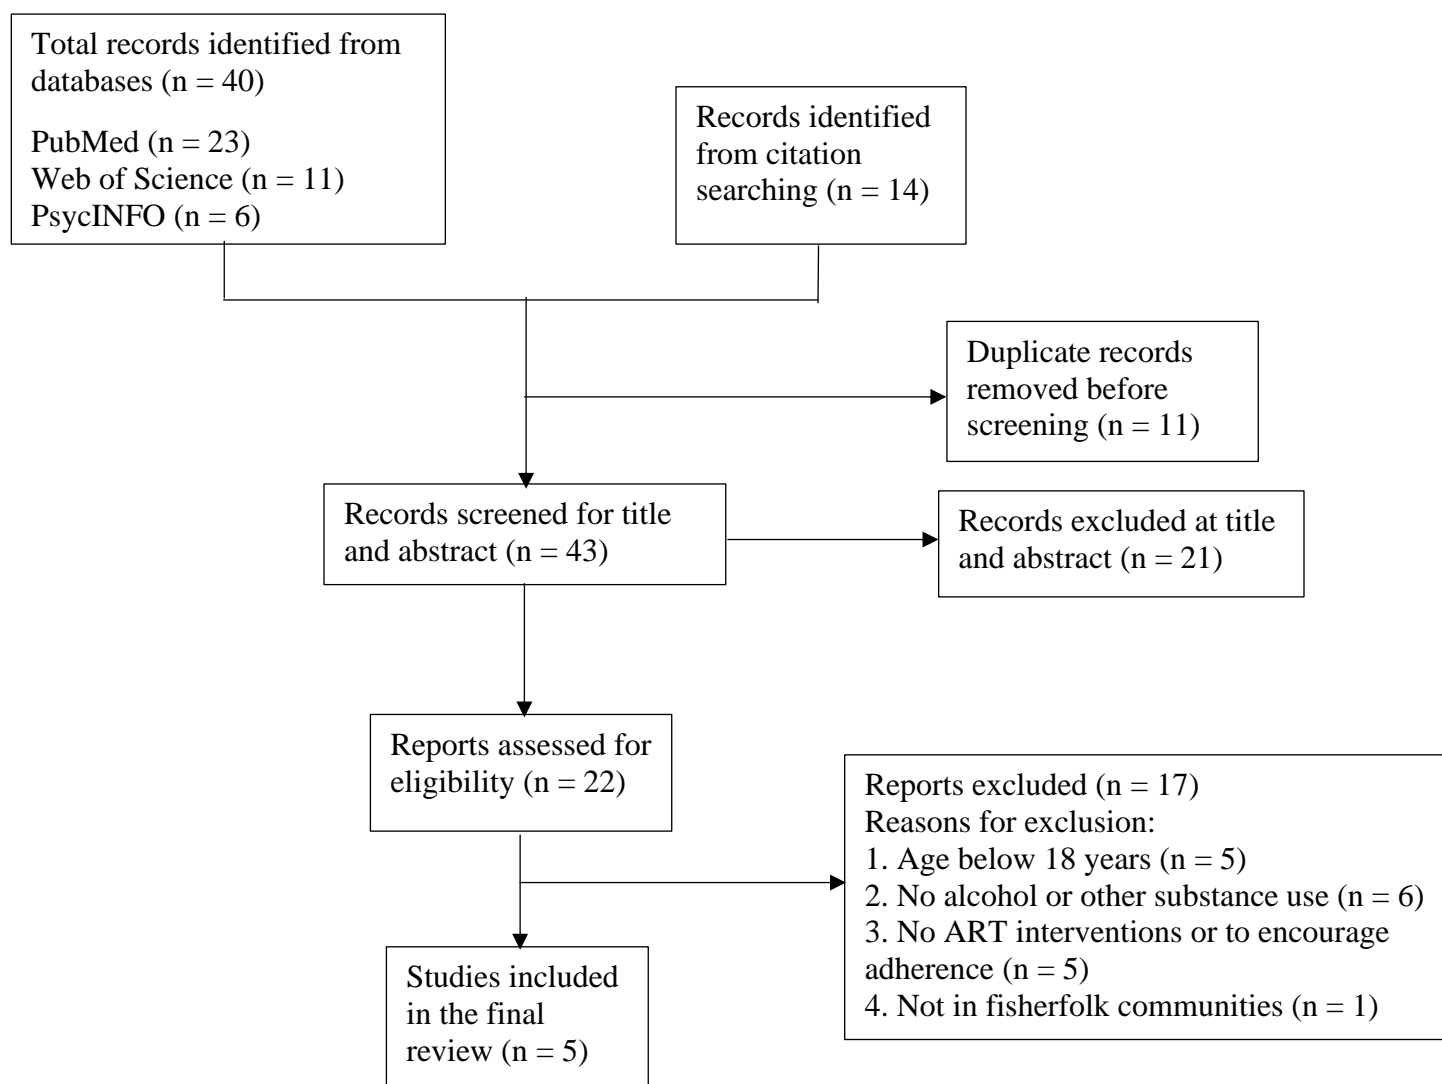 Total records identified from
databases (n = 40)
PubMed (n = 23)
Web of Science (n = 11)
PsycINFO (n = 6)
Records identified
from citation
searching (n = 14)
Duplicate records
removed before
screening (n = 11)
Records screened for title
and abstract (n = 43)
Records excluded at title
and abstract (n = 21)
Reports assessed for
eligibility (n = 22)
Reports excluded (n = 17)
Reasons for exclusion:
1. Age below 18 years (n = 5)
2. No alcohol or other substance use (n = 6)
3. No ART interventions or to encourage
adherence (n = 5)
4. Not in fisherfolk communities (n = 1)
Studies included
in the final
review (n = 5)